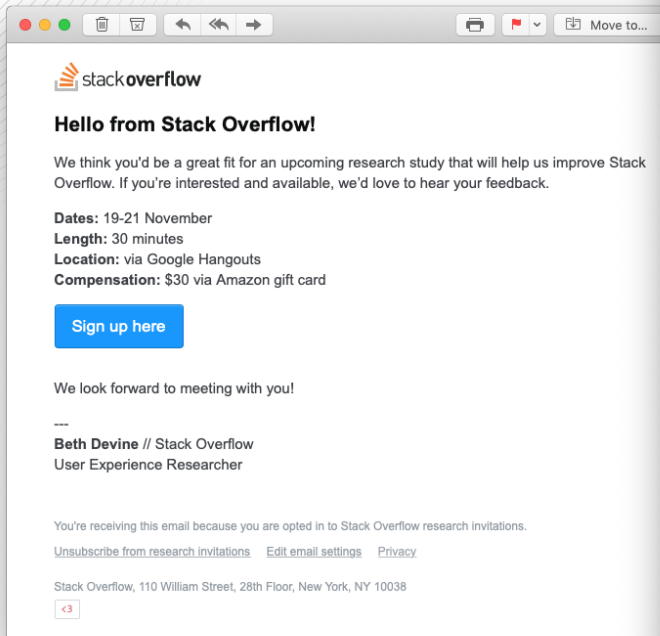 Move to...
stackoverflow
Hello from Stack Overflow!
We think you'd be a great fit for an upcoming research study that will help us improve Stack
Overflow. If you're interested and available, we'd love to hear your feedback.
Dates: 19-21 November
Length: 30 minutes
Location: via Google Hangouts
Compensation: $30 via Amazon gift card
Sign up here
We look forward to meeting with you!
---
Beth Devine // Stack Overflow
User Experience Researcher
You're receiving this email because you are opted in to Stack Overflow research invitations.
Unsubscribe from research invitations Edit email settings Privacy
Stack Overflow, 110 William Street, 28th Floor, New York, NY 10038
<3